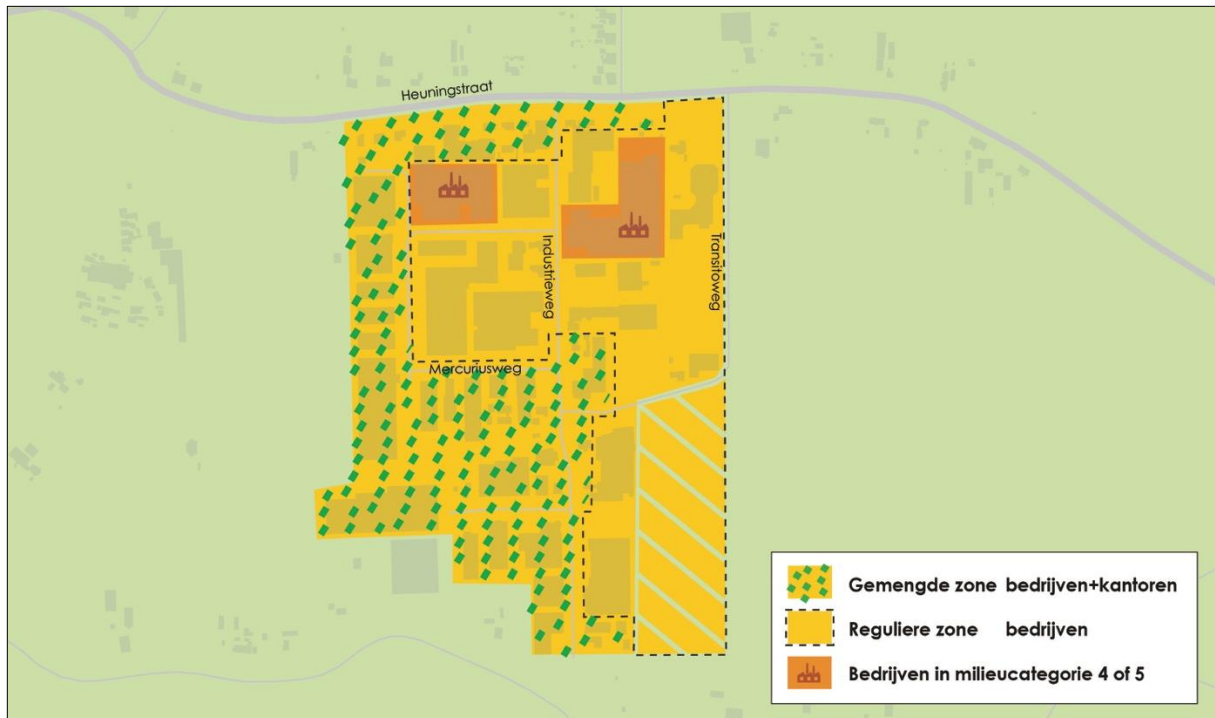 Heuningstraat
Industrieweg
Transitoweg
Mercuriusweg
Gemengde zone bedrijven+kantoren
Reguliere zone bedrijven
Bedrijven in milieucategorie 4 of 5